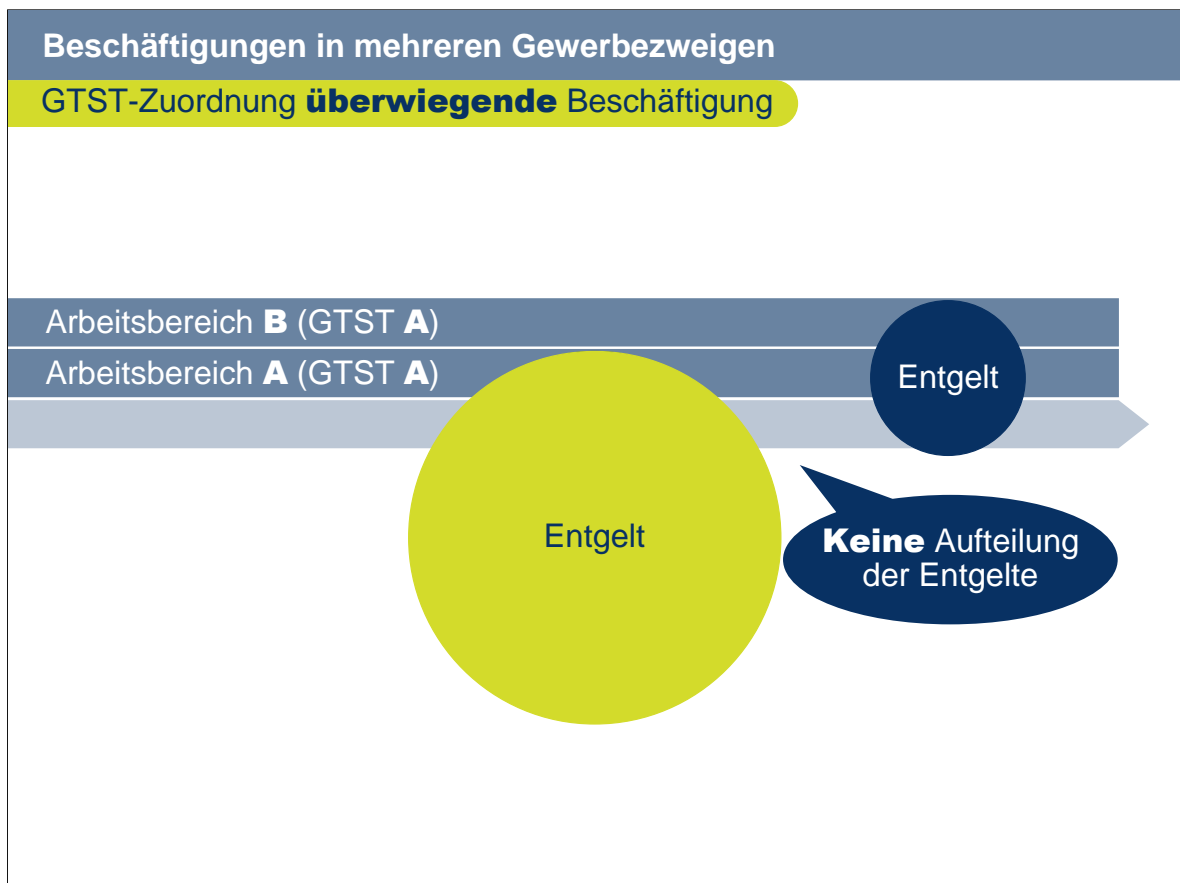 Beschäftigungen in mehreren Gewerbezweigen
GTST-Zuordnung überwiegende Beschäftigung
Arbeitsbereich B (GTST A)
Arbeitsbereich A (GTST A)
Entgelt
Entgelt
Keine Aufteilung
der Entgelte